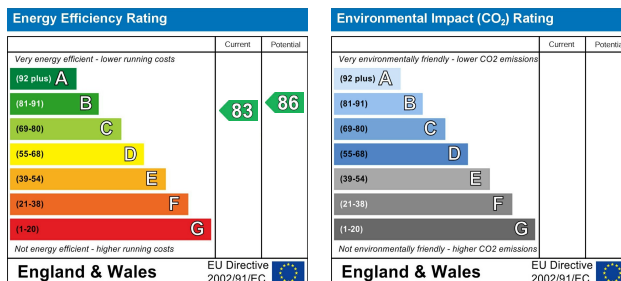 Energy Efficiency Rating
Current Potential
Very energy efficient - lower running costs
(92 plus) A
(81-91) B
(69-80) C
(55-68) D
(39-54) E
(21-38) F
(1-20) G
83 86
Not energy efficient - higher running costs
England & Wales
EU Directive
2002/91/EC
Environmental Impact (CO₂) Rating
Current Potentia
Very environmentally friendly - lower CO2 emissions
(92 plus) A
(81-91) B
(69-80) C
(55-68) D
(39-54) E
(21-38) F
(1-20) G
Not environmentally friendly - higher CO2 emissions
England & Wales
EU Directive
2002/91/EC